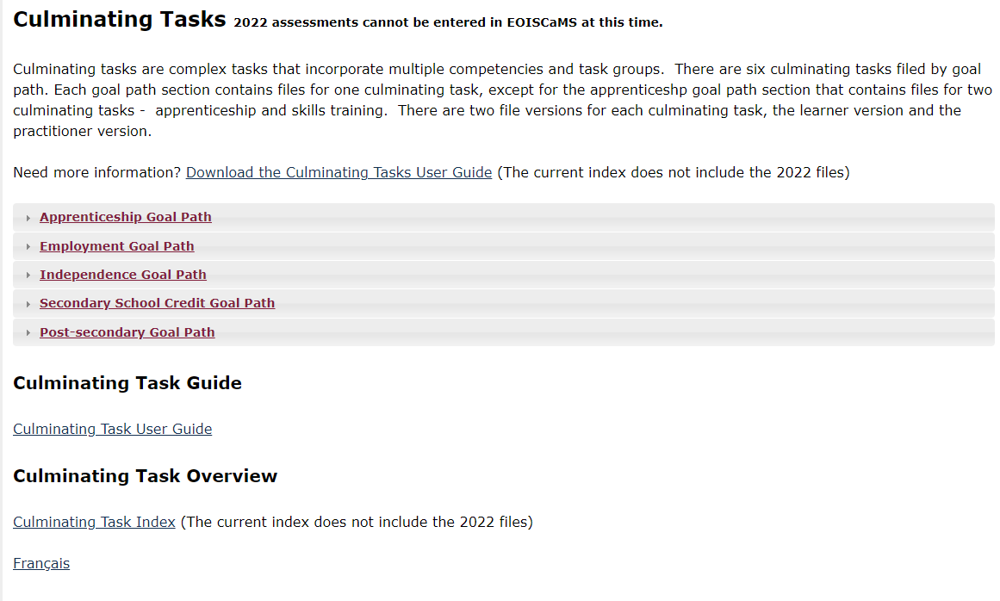 Culminating Tasks 2022 assessments cannot be entered in EOISCaMS at this time.
Culminating tasks are complex tasks that incorporate multiple competencies and task groups.  There are six culminating tasks filed by goal
path. Each goal path section contains files for one culminating task, except for the apprenticeshp goal path section that contains files for two
culminating tasks -  apprenticeship and skills training.  There are two file versions for each culminating task, the learner version and the
practitioner version.
Need more information? Download the Culminating Tasks User Guide (The current index does not include the 2022 files)
Apprenticeship Goal Path
Employment Goal Path
Independence Goal Path
Secondary School Credit Goal Path
Post-secondary Goal Path
Culminating Task Guide
Culminating Task User Guide
Culminating Task Overview
Culminating Task Index (The current index does not include the 2022 files)
Français